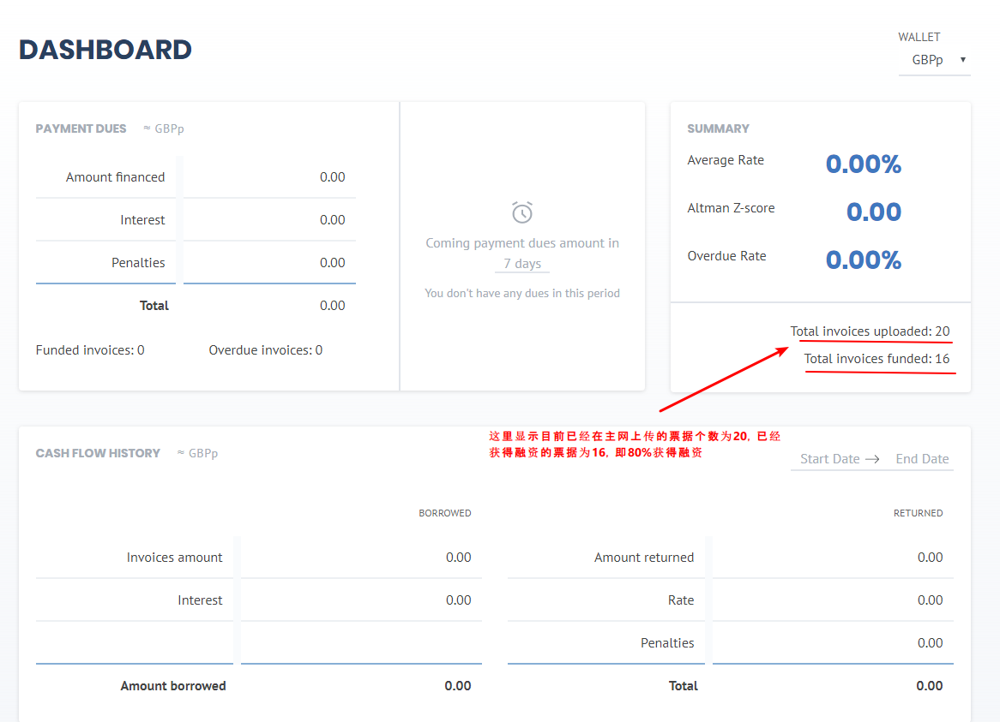 DASHBOARD
WALLET
GBPp
PAYMENT DUES ≈ GBPp
Amount financed 0.00
Interest 0.00
Penalties 0.00
Total 0.00
Funded invoices: 0 Overdue invoices: 0
Coming payment dues amount in
7 days
You don't have any dues in this period
SUMMARY
Average Rate 0.00%
Altman Z-score 0.00
Overdue Rate 0.00%
Total invoices uploaded: 20
Total invoices funded: 16
这里显示目前已经在主网上传的票据个数为20, 已经
获得融资的票据为16, 即80%获得融资
CASH FLOW HISTORY ≈ GBPp
Start Date → End Date
BORROWED
Invoices amount 0.00
Interest 0.00
Amount borrowed 0.00
RETURNED
Amount returned 0.00
Rate 0.00
Penalties 0.00
Total 0.00